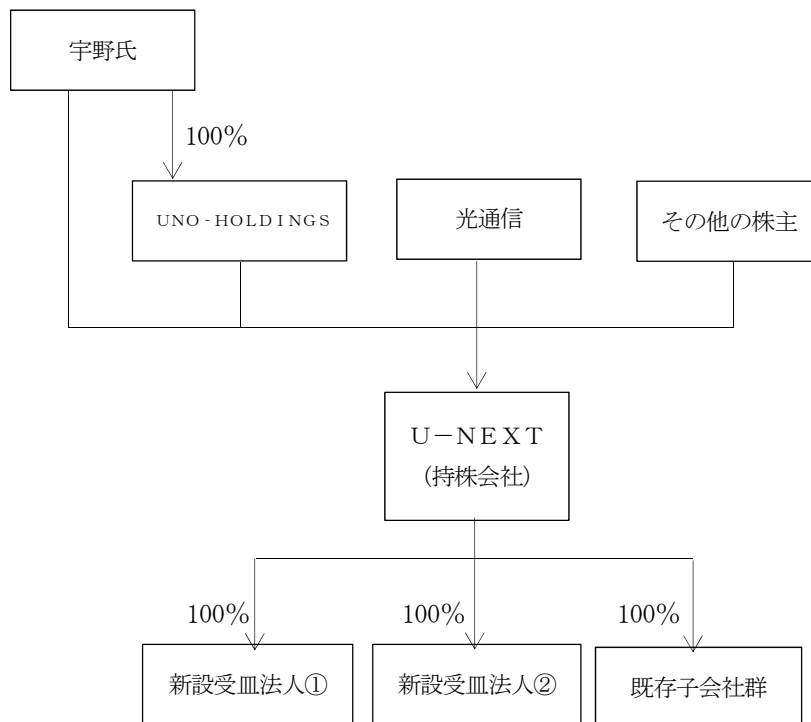 宇野氏
100%
UNO-HOLDINGS
光通信
その他の株主
U-NEXT
(持株会社)
100%
100%
100%
新設受皿法人①
新設受皿法人②
既存子会社群